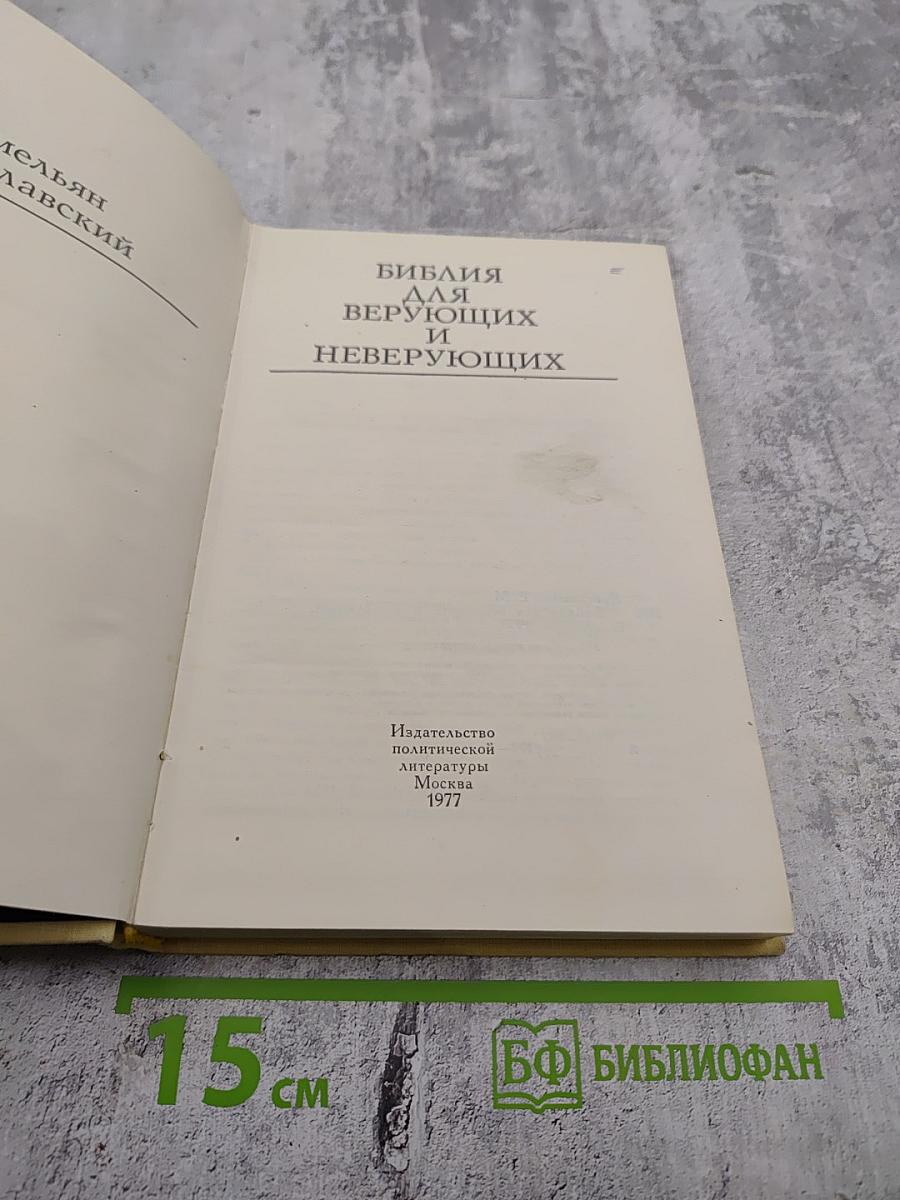 мельян
лавский
БИБЛИЯ
ДЛЯ
ВЕРУЮЩИХ
И
НЕВЕРУЮЩИХ
Издательство
политической
литературы
Москва
1977
15 см
БФ БИБЛИОФАН